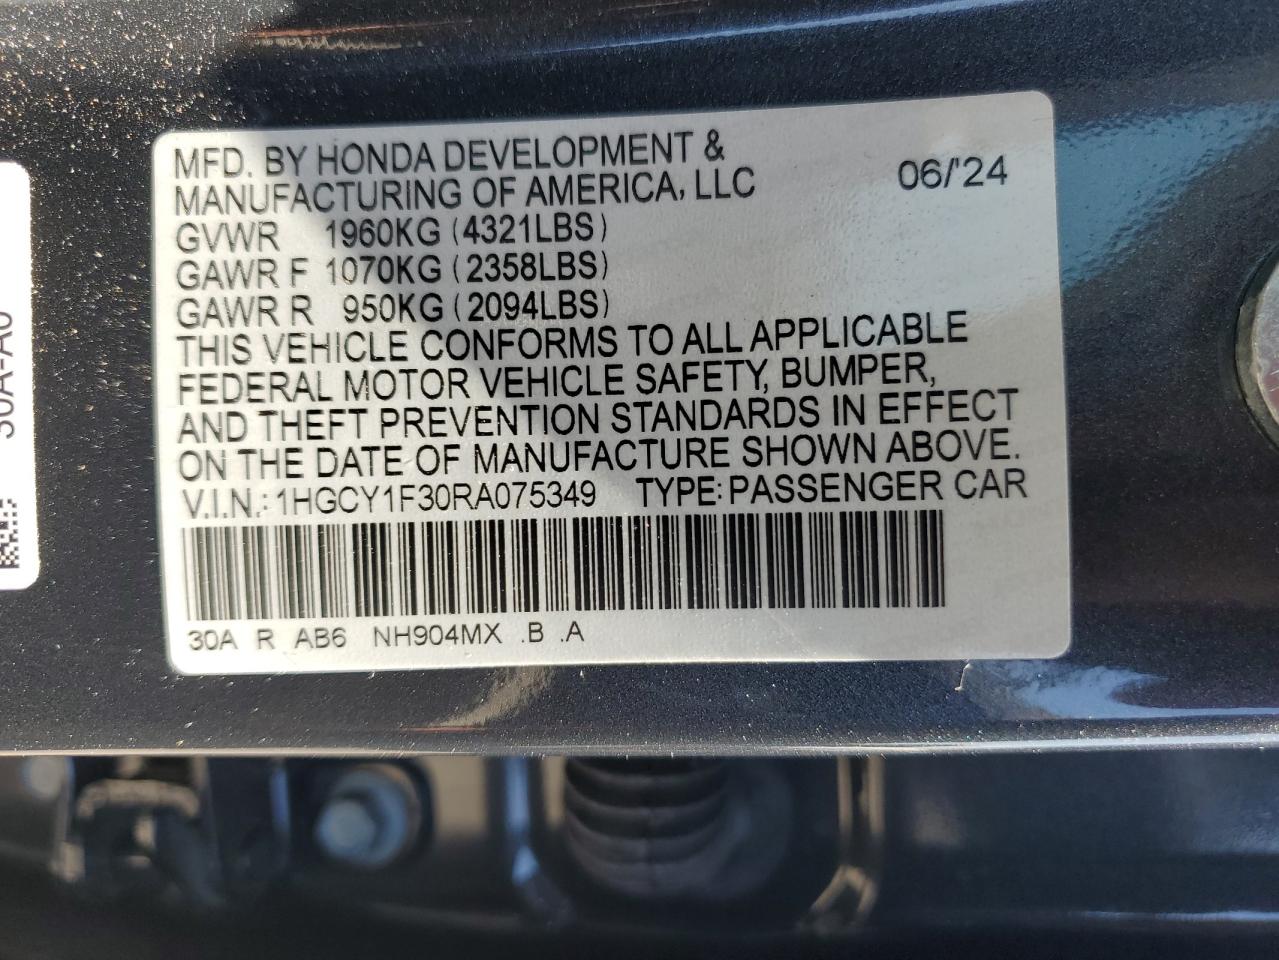 MFD. BY HONDA DEVELOPMENT &
MANUFACTURING OF AMERICA, LLC 06/'24
GVWR 1960KG (4321LBS)
GAWR F 1070KG (2358LBS)
GAWR R 950KG (2094LBS)
THIS VEHICLE CONFORMS TO ALL APPLICABLE
FEDERAL MOTOR VEHICLE SAFETY, BUMPER,
AND THEFT PREVENTION STANDARDS IN EFFECT
ON THE DATE OF MANUFACTURE SHOWN ABOVE.
V.I.N.: 1HGCY1F30RA075349 TYPE: PASSENGER CAR
30A R AB6 NH904MX .B .A
30A-A0